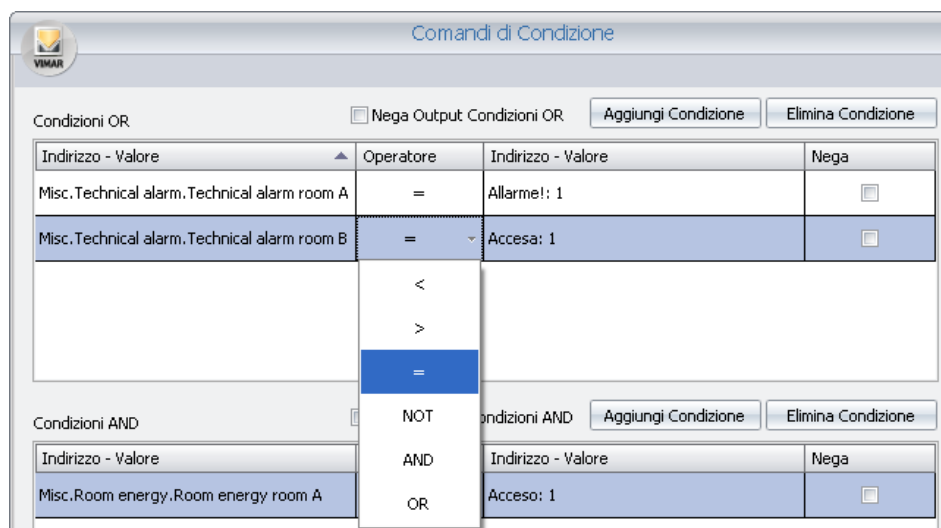 Comandi di Condizione
VIMAR
Condizioni OR
Nega Output Condizioni OR
Aggiungi Condizione
Elimina Condizione
Indirizzo - Valore Operatore Indirizzo - Valore Nega
Misc.Technical alarm.Technical alarm room A = Allarme!: 1
Misc.Technical alarm.Technical alarm room B = Accesa: 1
<
>
=
NOT
AND
OR
Condizioni AND
ondizioni AND
Aggiungi Condizione
Elimina Condizione
Indirizzo - Valore Indirizzo - Valore Nega
Misc.Room energy.Room energy room A Acceso: 1